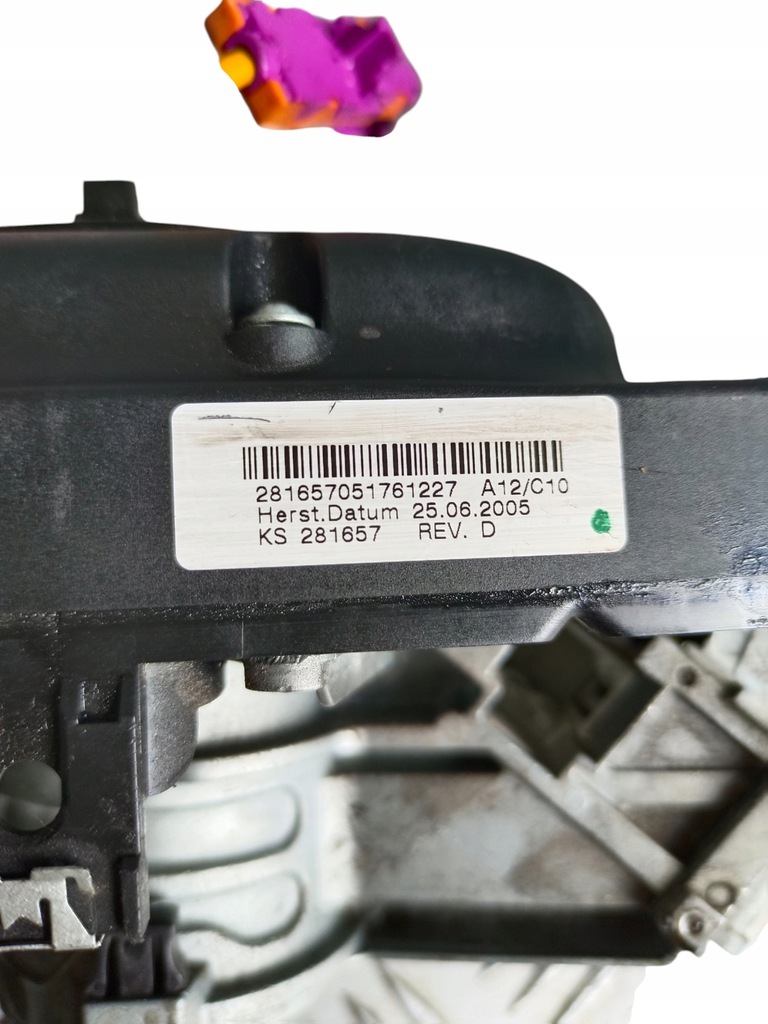 281657051761227 A12/C10
Herst.Datum 25.06.2005
KS 281657 REV. D